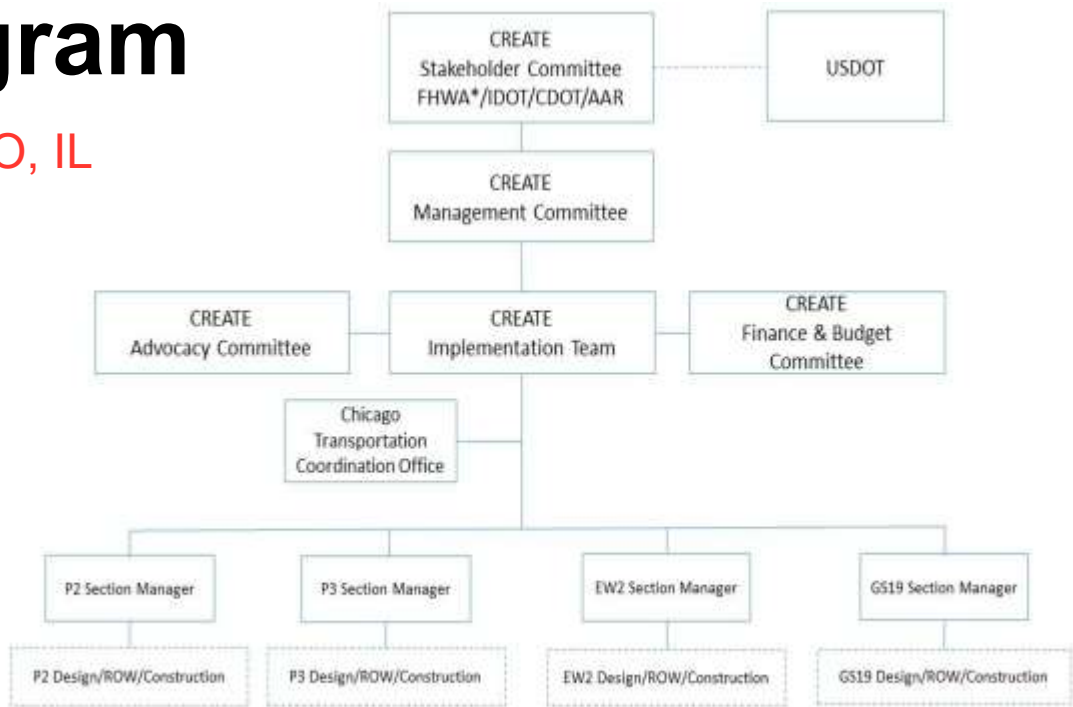 gram
O, IL
CREATE
Stakeholder Committee
FHWA*/IDOT/CDOT/AAR
USDOT
CREATE
Management Committee
CREATE
Advocacy Committee
CREATE
Implementation Team
CREATE
Finance & Budget
Committee
Chicago
Transportation
Coordination Office
P2 Section Manager
P3 Section Manager
EW2 Section Manager
GS19 Section Manager
P2 Design/ROW/Construction
P3 Design/ROW/Construction
EW2 Design/ROW/Construction
GS19 Design/ROW/Construction